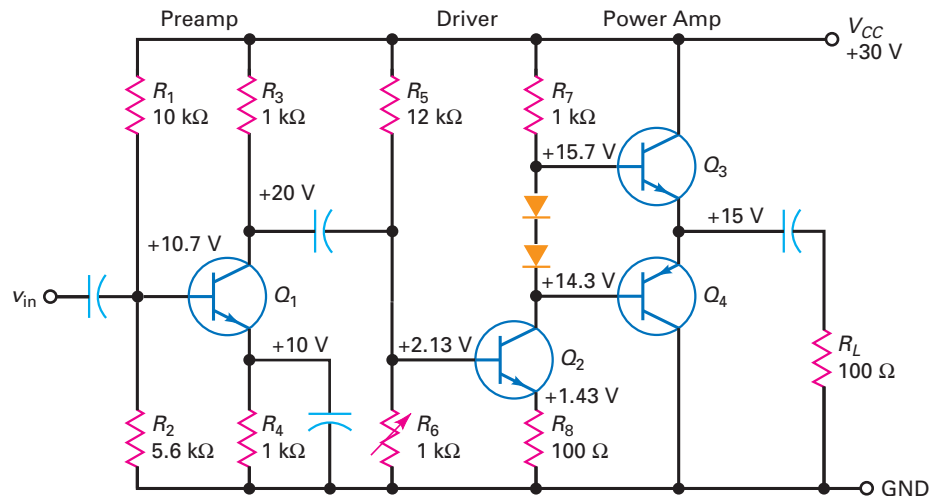 Preamp
Driver
Power Amp
VCC
+30 V
R1
10 kΩ
R3
1 kΩ
R5
12 kΩ
R7
1 kΩ
+15.7 V
Q3
+20 V
+15 V
+10.7 V
vin
Q1
+14.3 V
Q4
+10 V
+2.13 V
Q2
RL
100 Ω
+1.43 V
R2
5.6 kΩ
R4
1 kΩ
R6
1 kΩ
R8
100 Ω
GND